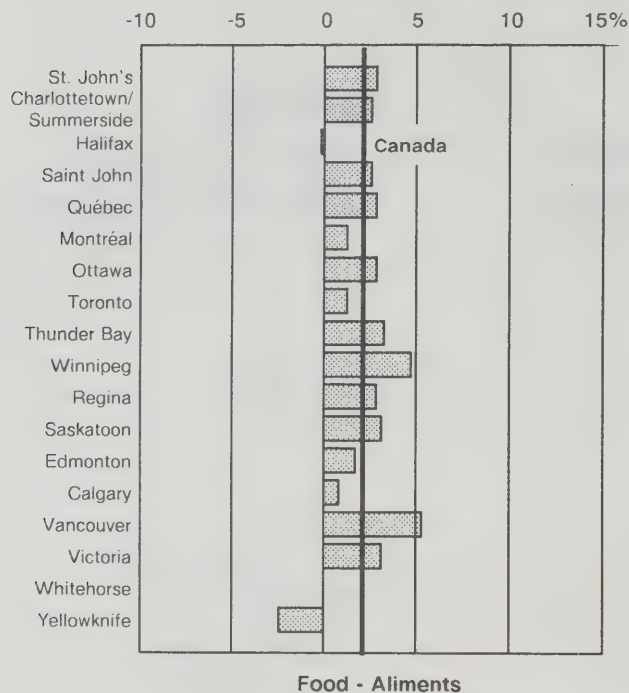 -10 -5 0 5 10 15%
St. John's
Charlottetown/
Summerside
Halifax
Canada
Saint John
Québec
Montréal
Ottawa
Toronto
Thunder Bay
Winnipeg
Regina
Saskatoon
Edmonton
Calgary
Vancouver
Victoria
Whitehorse
Yellowknife
Food - Aliments